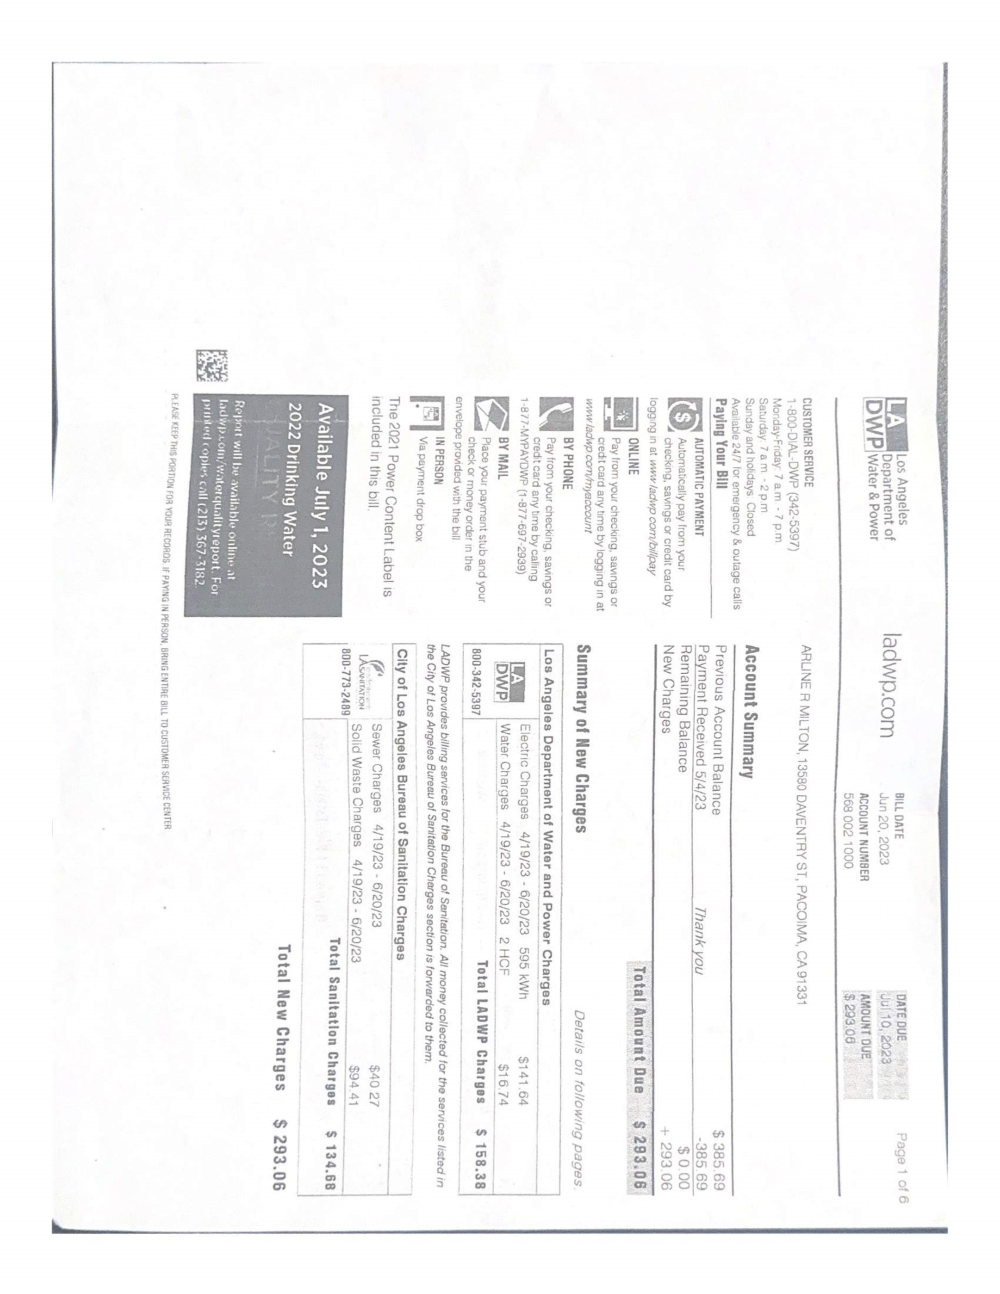 LA
DWP
Los Angeles
Department of
Water & Power
ladwp.com
BILL DATE
Jun 20, 2023
ACCOUNT NUMBER
568 002 1000
DATE DUE
Jul 10, 2023
AMOUNT DUE
$ 293.06
Page 1 of 6
CUSTOMER SERVICE
1-800-DIAL-DWP (342-5397)
Monday-Friday: 7 a.m. - 7 p.m.
Saturday: 7 a.m. - 2 p.m.
Sunday and holidays: Closed
Available 24/7 for emergency & outage calls
Paying Your Bill
AUTOMATIC PAYMENT
Automatically pay from your
checking, savings or credit card by
logging in at www.ladwp.com/billpay
ONLINE
Pay from your checking, savings or
credit card any time by logging in at
www.ladwp.com/myaccount
BY PHONE
Pay from your checking, savings or
credit card any time by calling
1-877-MYPAYDWP (1-877-697-2939)
BY MAIL
Place your payment stub and your
check or money order in the
envelope provided with the bill
IN PERSON
Via payment drop box
The 2021 Power Content Label is
included in this bill.
Available July 1, 2023
2022 Drinking Water
Report will be available online at
ladwp.com/waterqualityreport. For
printed copies call (213) 367-3182.
ARLINE R MILTON, 13580 DAVENTRY ST, PACOIMA, CA 91331
Account Summary
Previous Account Balance $ 385.69
Payment Received 5/4/23 Thank you -385.69
Remaining Balance $ 0.00
New Charges + 293.06
Total Amount Due $ 293.06
Summary of New Charges Details on following pages.
Los Angeles Department of Water and Power Charges
LA
DWP
800-342-5397
Electric Charges 4/19/23 - 6/20/23 595 kWh $141.64
Water Charges 4/19/23 - 6/20/23 2 HCF $16.74
Total LADWP Charges $ 158.38
LADWP provides billing services for the Bureau of Sanitation. All money collected for the services listed in
the City of Los Angeles Bureau of Sanitation Charges section is forwarded to them.
City of Los Angeles Bureau of Sanitation Charges
LASANITATION
800-773-2489
Sewer Charges 4/19/23 - 6/20/23 $40.27
Solid Waste Charges 4/19/23 - 6/20/23 $94.41
Total Sanitation Charges $ 134.68
Total New Charges $ 293.06
PLEASE KEEP THIS PORTION FOR YOUR RECORDS. IF PAYING IN PERSON, BRING ENTIRE BILL TO CUSTOMER SERVICE CENTER.